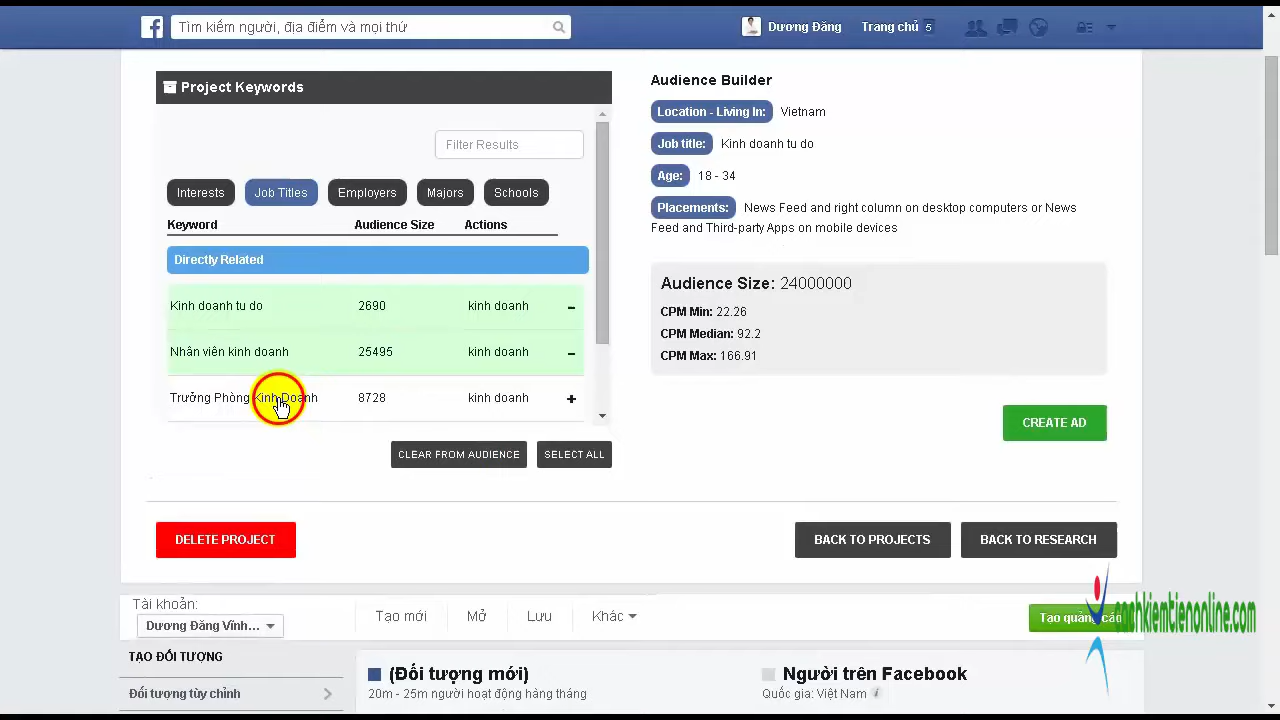 Tìm kiếm người, địa điểm và mọi thứ
Dương Đăng
Trang chủ 5
Project Keywords
Filter Results
Interests
Job Titles
Employers
Majors
Schools
Keyword
Audience Size
Actions
Directly Related
Kinh doanh tu do
2690
kinh doanh
Nhân viên kinh doanh
25495
kinh doanh
Trưởng Phòng Kinh Doanh
8728
kinh doanh
CLEAR FROM AUDIENCE
SELECT ALL
Audience Builder
Location - Living In: Vietnam
Job title: Kinh doanh tu do
Age: 18 - 34
Placements: News Feed and right column on desktop computers or News
Feed and Third-party Apps on mobile devices
Audience Size: 24000000
CPM Min: 22.26
CPM Median: 92.2
CPM Max: 166.91
CREATE AD
DELETE PROJECT
BACK TO PROJECTS
BACK TO RESEARCH
Tài khoản:
Dương Đăng Vĩnh...
Tạo mới
Mở
Lưu
Khác
Tạo quảng cáo
cachkiemtienonline.com
TẠO ĐỐI TƯỢNG
Đối tượng tùy chỉnh
(Đối tượng mới)
20m - 25m người hoạt động hàng tháng
Người trên Facebook
Quốc gia: Việt Nam